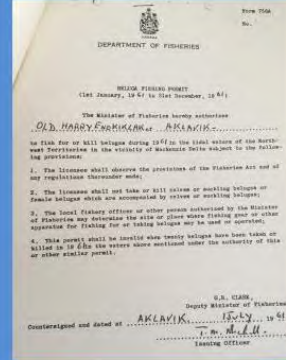 Form 750A
No.
DEPARTMENT OF FISHERIES
BELUGA FISHING PERMIT
(1st January, 1961 to 31st December, 1961)
The Minister of Fisheries hereby authorizes
OLD HARRY of AKLAVIK.
to fish for or kill belugas during 1961 in the tidal waters of the North-
west Territories in the vicinity of Mackenzie Delta subject to the follow-
ing provisions:
1. The licensee shall observe the provisions of the Fisheries Act and of
any regulations thereunder made;
2. The licensee shall not take or kill calves or suckling belugas or
female belugas which are accompanied by calves or suckling belugas;
3. The local fishery officer or other person authorized by the Minister
of Fisheries may determine the site or place where fishing gear or other
apparatus for fishing for or taking belugas may be used or operated;
4. This permit shall be invalid when twenty belugas have been taken or
killed in 1961 in the waters above mentioned under the authority of this
or other similar permit.
CLARK,
Deputy Minister of Fisheries
Countersigned and dated at AKLAVIK. 1961
Issuing Officer